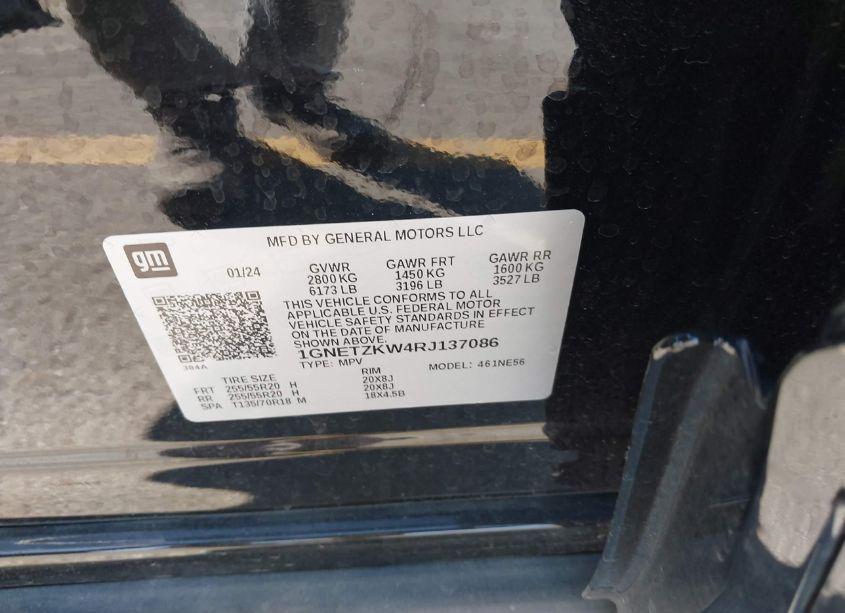 MFD BY GENERAL MOTORS LLC
gm
01/24
GVWR
2800 KG
6173 LB
GAWR FRT
1450 KG
3196 LB
GAWR RR
1600 KG
3527 LB
THIS VEHICLE CONFORMS TO ALL
APPLICABLE U.S. FEDERAL MOTOR
VEHICLE SAFETY STANDARDS IN EFFECT
ON THE DATE OF MANUFACTURE
SHOWN ABOVE.
384A
1GNETZKW4RJ137086
TYPE: MPV MODEL: 461NE56
TIRE SIZE RIM
FRT 255/55R20 H 20X8J
RR 255/55R20 H 20X8J
SPA T135/70R18 M 18X4.5B